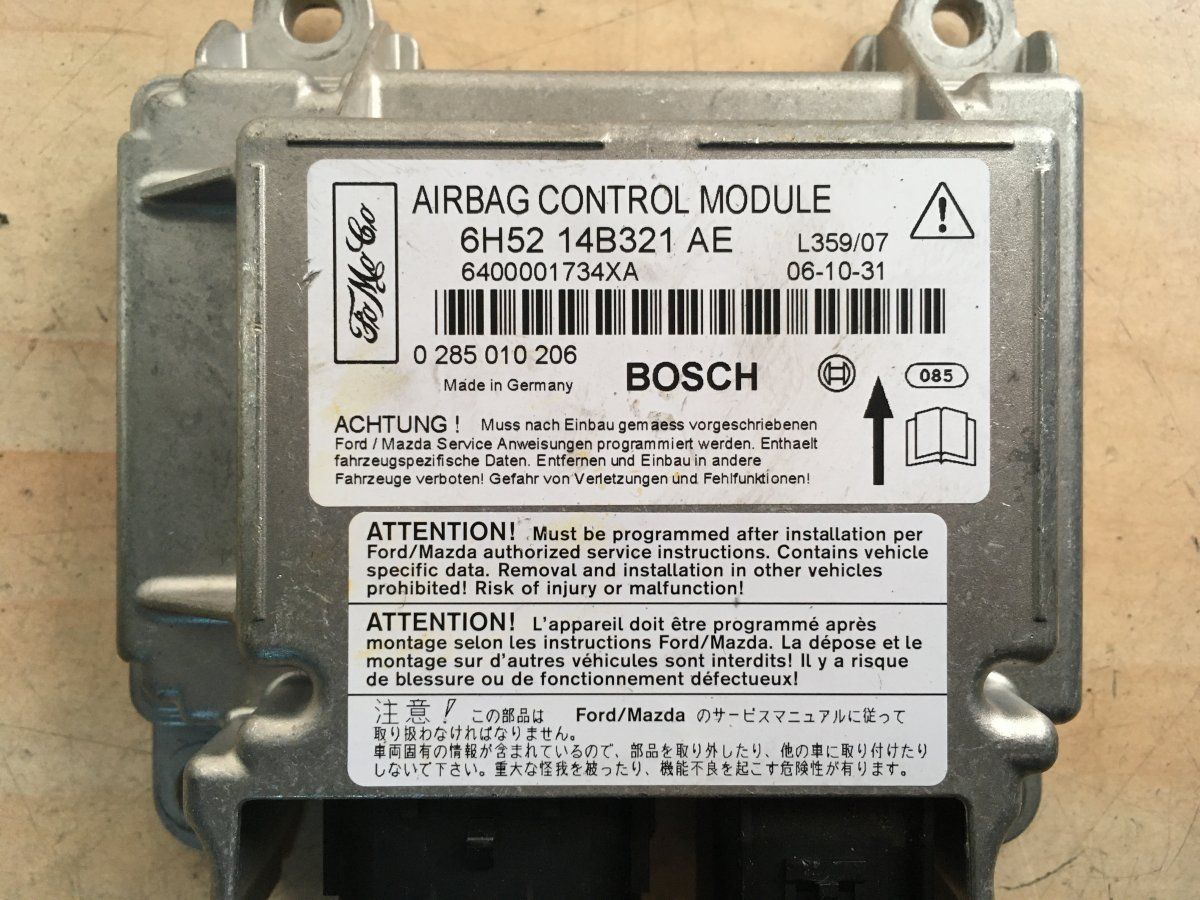 FoMoCo
AIRBAG CONTROL MODULE
6H52 14B321 AE L359/07
6400001734XA 06-10-31
0 285 010 206
Made in Germany BOSCH 085
ACHTUNG ! Muss nach Einbau gemaess vorgeschriebenen
Ford / Mazda Service Anweisungen programmiert werden. Enthaelt
fahrzeugspezifische Daten. Entfernen und Einbau in andere
Fahrzeuge verboten! Gefahr von Verletzungen und Fehlfunktionen!
ATTENTION! Must be programmed after installation per
Ford/Mazda authorized service instructions. Contains vehicle
specific data. Removal and installation in other vehicles
prohibited! Risk of injury or malfunction!
ATTENTION! L'appareil doit être programmé après
montage selon les instructions Ford/Mazda. La dépose et le
montage sur d'autres véhicules sont interdits! Il y a risque
de blessure ou de fonctionnement défectueux!
注意! この部品は Ford/Mazda のサービスマニュアルに従って
取り扱わなければなりません。
車両固有の情報が含まれているので、部品を取り外したり、他の車に取り付けたり
しないで下さい。重大な怪我を被ったり、機能不良を起こす危険性が有ります。